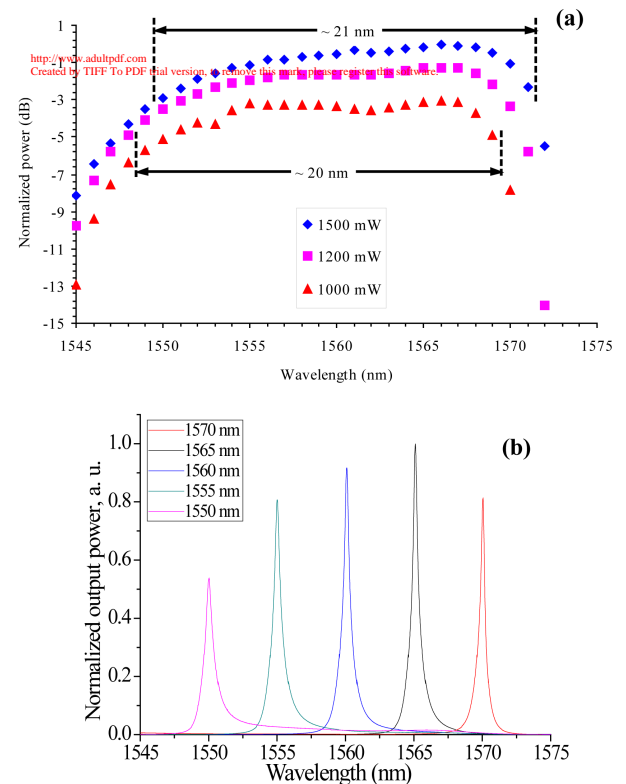 (a)
~ 21 nm
http://www.adultpdf.com
Created by TIFF To PDF trial version, to remove this mark, please register this software.
1
-1
-3
-5
-7
-9
-11
-13
-15
Normalized power (dB)
~ 20 nm
1500 mW
1200 mW
1000 mW
1545 1550 1555 1560 1565 1570 1575
Wavelength (nm)
(b)
1570 nm
1565 nm
1560 nm
1555 nm
1550 nm
1.0
0.8
0.6
0.4
0.2
0.0
Normalized output power, a. u.
1545 1550 1555 1560 1565 1570 1575
Wavelength (nm)